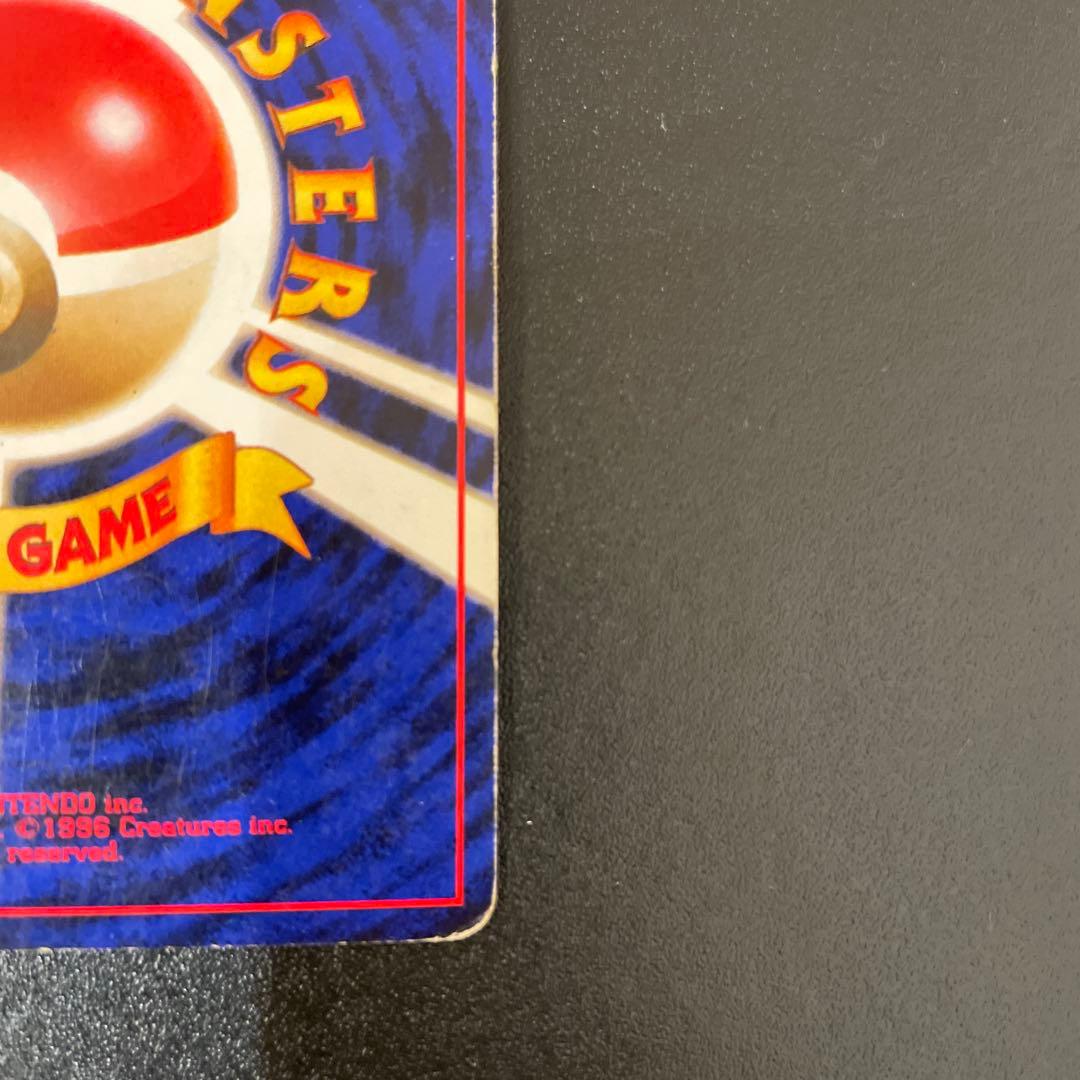 STERS
GAME
NTENDO inc.
. ©1996 Creatures inc.
reserved.